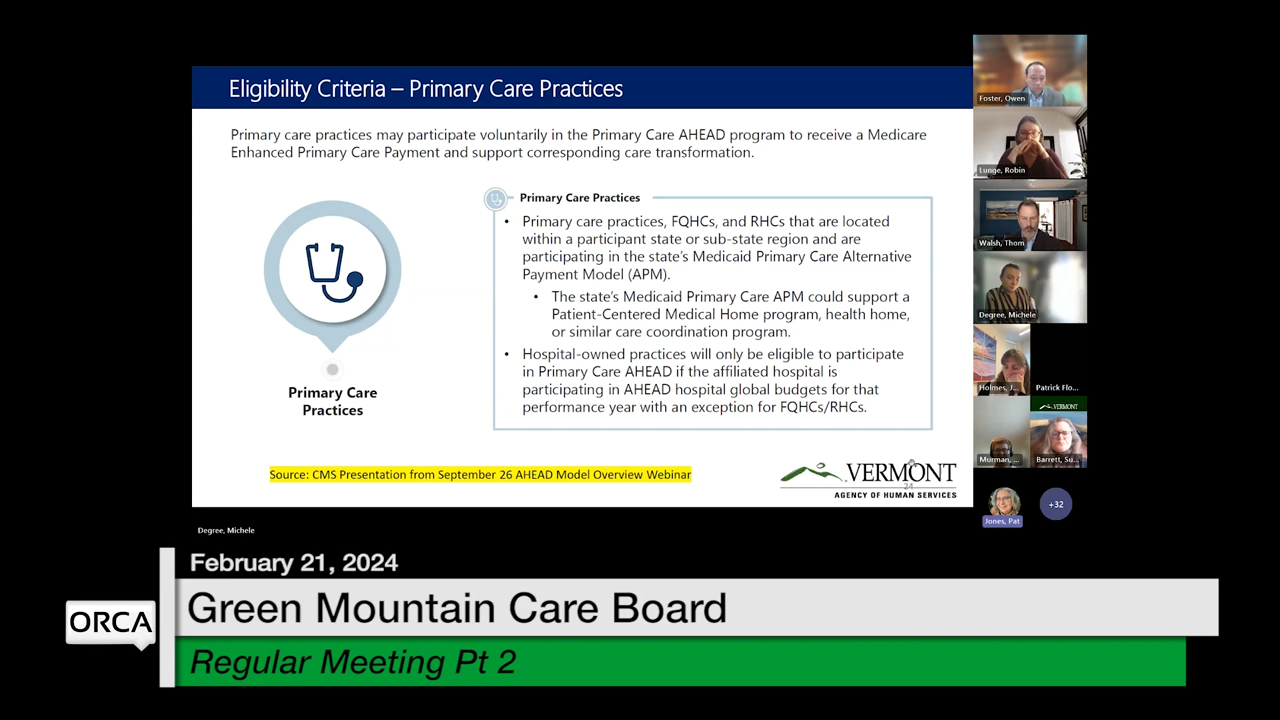 Eligibility Criteria – Primary Care Practices
Primary care practices may participate voluntarily in the Primary Care AHEAD program to receive a Medicare
Enhanced Primary Care Payment and support corresponding care transformation.
Primary Care Practices
• Primary care practices, FQHCs, and RHCs that are located
within a participant state or sub-state region and are
participating in the state's Medicaid Primary Care Alternative
Payment Model (APM).
• The state's Medicaid Primary Care APM could support a
Patient-Centered Medical Home program, health home,
or similar care coordination program.
• Hospital-owned practices will only be eligible to participate
in Primary Care AHEAD if the affiliated hospital is
participating in AHEAD hospital global budgets for that
performance year with an exception for FQHCs/RHCs.
Primary Care
Practices
Source: CMS Presentation from September 26 AHEAD Model Overview Webinar
VERMONT
24
AGENCY OF HUMAN SERVICES
Foster, Owen
Lunge, Robin
Walsh, Thom
Degree, Michele
Holmes, J...
Patrick Flo...
VERMONT
Murman, ...
Barrett, Su...
Jones, Pat
+32
Degree, Michele
February 21, 2024
ORCA
Green Mountain Care Board
Regular Meeting Pt 2